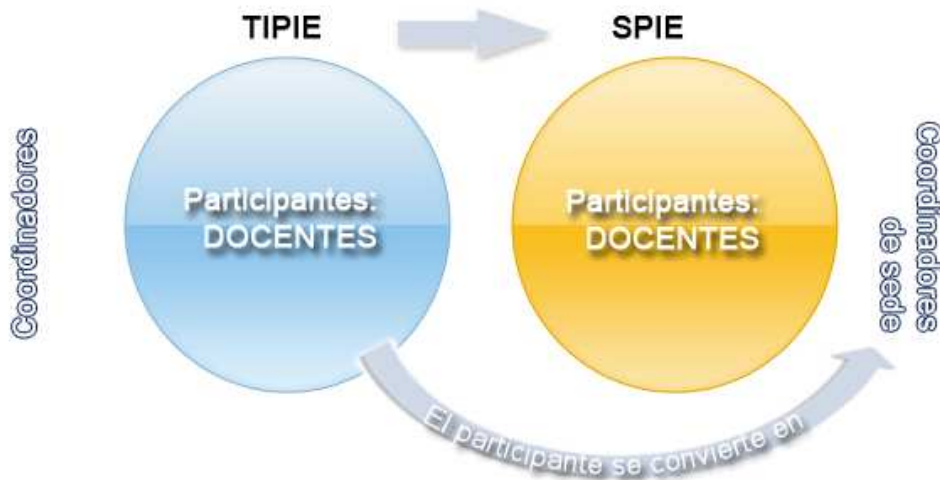 TIPIE
SPIE
Coordinadores
Participantes:
DOCENTES
Participantes:
DOCENTES
Coordinadores
de sede
El participante se convierte en